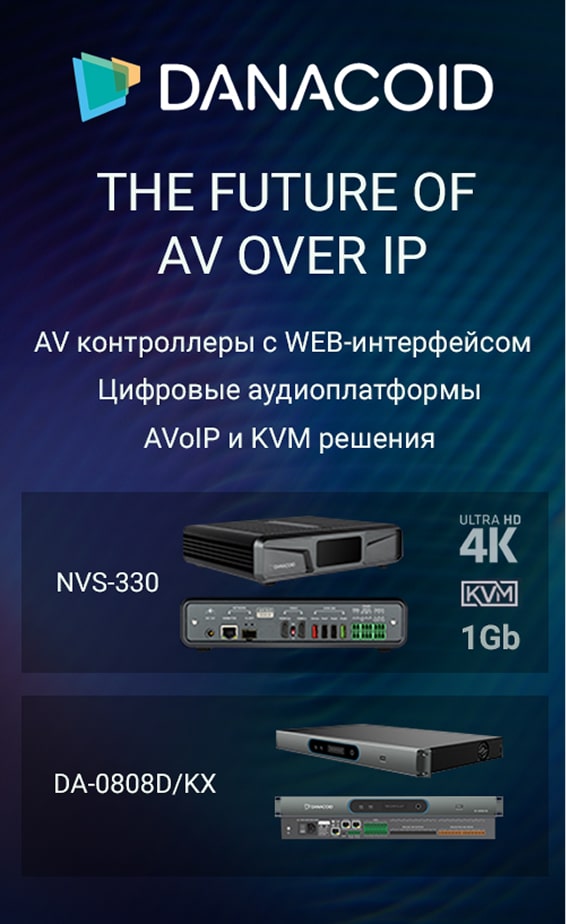 DANACOID
THE FUTURE OF
AV OVER IP
AV контроллеры с WEB-интерфейсом
Цифровые аудиоплатформы
AVoIP и KVM решения
ULTRA HD
4K
NVS-330
KVM
1Gb
DA-0808D/KX
DANACOID